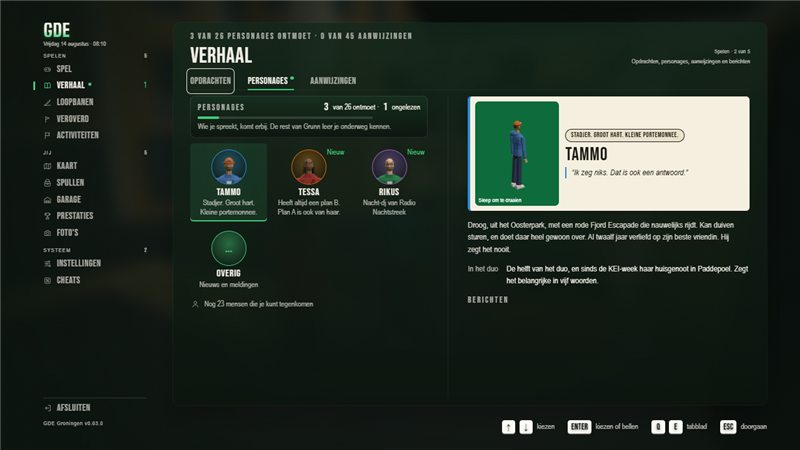 GDE
Vrijdag 14 augustus · 08:10
SPELEN 5
SPEL
VERHAAL 1
LOOPBANEN
VEROVERD
ACTIVITEITEN
JIJ 5
KAART
SPULLEN
GARAGE
PRESTATIES
FOTO'S
SYSTEEM 2
INSTELLINGEN
CHEATS
AFSLUITEN
GDE Groningen v0.63.0
3 VAN 26 PERSONAGES ONTMOET · 0 VAN 45 AANWIJZINGEN
VERHAAL
Spelen · 2 van 5
Opdrachten, personages, aanwijzingen en berichten
OPDRACHTEN PERSONAGES AANWIJZINGEN
PERSONAGES 3 van 26 ontmoet · 1 ongelezen
Wie je spreekt, komt erbij. De rest van Grunn leer je onderweg kennen.
TAMMO
Stadjer. Groot hart.
Kleine portemonnee.
Nieuw
TESSA
Heeft altijd een plan B.
Plan A is ook van haar.
Nieuw
RIKUS
Nacht-dj van Radio
Nachtstreek
...
OVERIG
Nieuws en meldingen
Nog 23 mensen die je kunt tegenkomen
Sleep om te draaien
STADJER. GROOT HART. KLEINE PORTEMONNEE.
TAMMO
"Ik zeg niks. Dat is ook een antwoord."
Droog, uit het Oosterpark, met een rode Fjord Escapade die nauwelijks rijdt. Kan duiven
sturen, en doet daar heel gewoon over. Al twaalf jaar verliefd op zijn beste vriendin. Hij
zegt het nooit.
In het duo De helft van het duo, en sinds de KEI-week haar huisgenoot in Paddepoel. Zegt
het belangrijke in vijf woorden.
BERICHTEN
↑ ↓ kiezen ENTER kiezen of bellen Q E tabblad ESC doorgaan